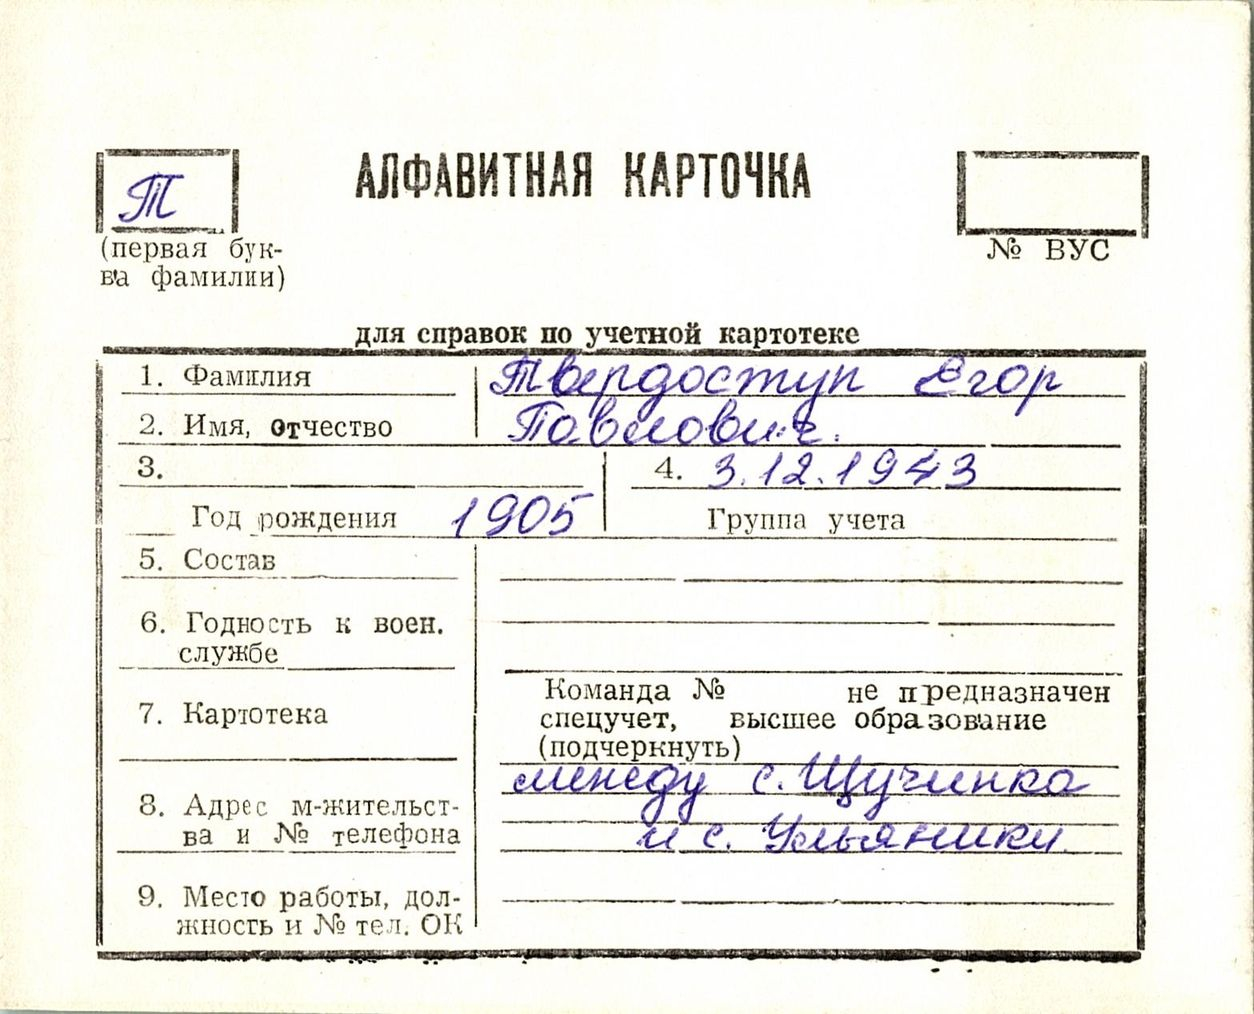 Т
АЛФАВИТНАЯ КАРТОЧКА
(первая бук-
ва фамилии)
№ ВУС
для справок по учетной картотеке
1. Фамилия Твердоступ Егор
2. Имя, отчество Павлович.
3. 4. 3.12.1943
Год рождения 1905 Группа учета
5. Состав
6. Годность к воен.
службе
Команда № не предназначен
7. Картотека спецучет, высшее образование
(подчеркнуть)
между с. Щучинка
8. Адрес м-жительст-
ва и № телефона и с. Ульяники
9. Место работы, дол-
жность и № тел. ОК